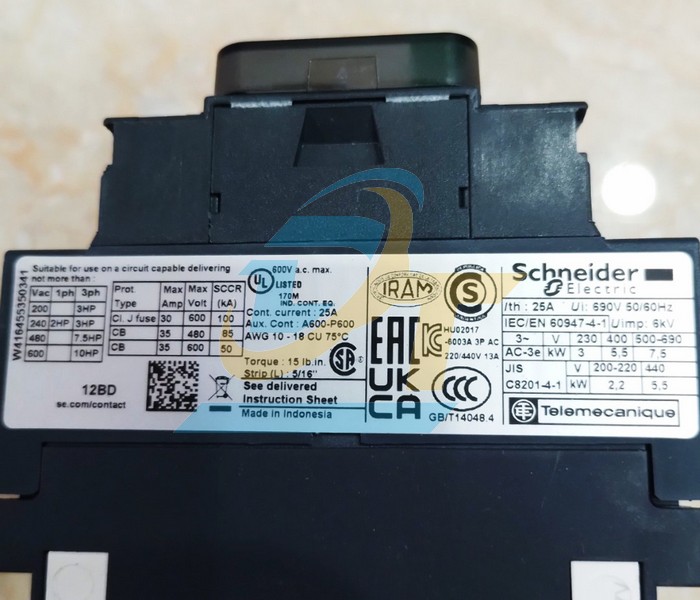 W416455350341
Suitable for use on a circuit capable delivering
not more than :
Vac 1ph 3ph
200 3HP
240 2HP 3HP
480 7.5HP
600 10HP
Prot. Type Max Amp Max Volt SCCR (kA)
Cl. J fuse 30 600 100
CB 35 480 85
CB 35 600 50
12BD
se.com/contact
UL
LISTED
170M
IND. CONT. EQ.
600V a.c. max.
Cont. current : 25A
Aux. Cont : A600-P600
AWG 10 - 18 CU 75°C
Torque : 15 lb.in.
Strip (L) : 5/16"
See delivered
Instruction Sheet
Made in Indonesia
IRAM
S
EAC
UK
CA
HU02017
-6003A 3P AC
220/440V 13A
CCC
GB/T14048.4
Schneider
Electric
Ith : 25A Ui: 690V 50/60Hz
IEC/EN 60947-4-1 Uimp: 6kV
3~ V 230 400 500-690
AC-3e kW 3 5,5 7,5
JIS V 200-220 440
C8201-4-1 kW 2,2 5,5
Telemecanique